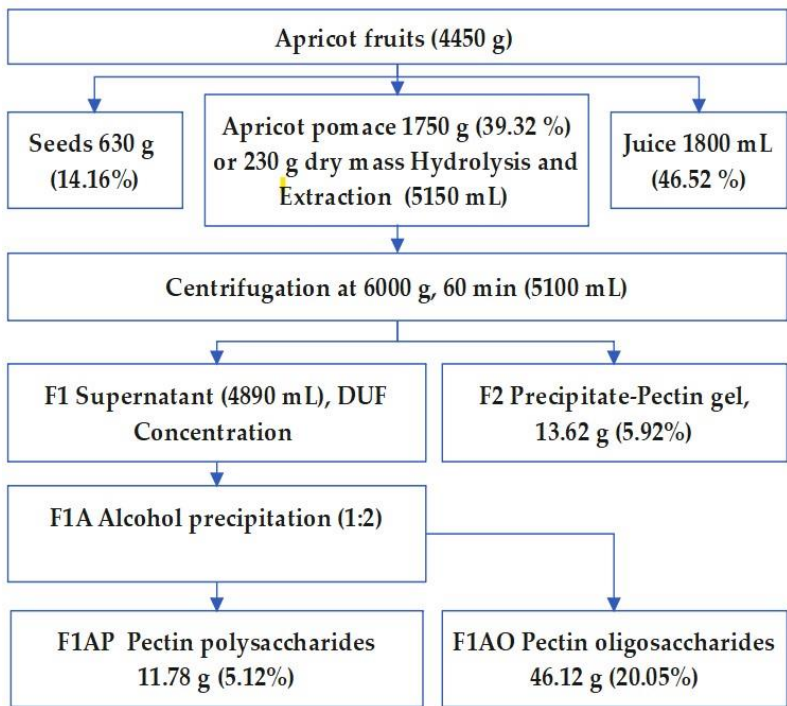 Apricot fruits (4450 g)
Seeds 630 g
(14.16%)
Apricot pomace 1750 g (39.32 %)
or 230 g dry mass Hydrolysis and
Extraction (5150 mL)
Juice 1800 mL
(46.52 %)
Centrifugation at 6000 g, 60 min (5100 mL)
F1 Supernatant (4890 mL), DUF
Concentration
F2 Precipitate-Pectin gel,
13.62 g (5.92%)
F1A Alcohol precipitation (1:2)
F1AP Pectin polysaccharides
11.78 g (5.12%)
F1AO Pectin oligosaccharides
46.12 g (20.05%)